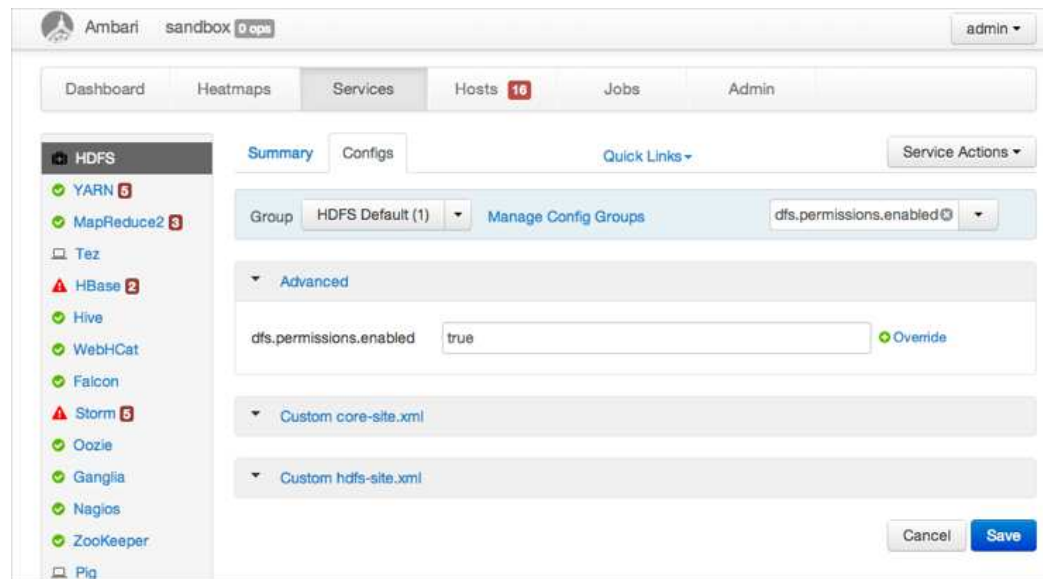 Ambari sandbox 0 ops admin
Dashboard Heatmaps Services Hosts 16 Jobs Admin
HDFS
YARN 5
MapReduce2 3
Tez
HBase 2
Hive
WebHCat
Falcon
Storm 5
Oozie
Ganglia
Nagios
ZooKeeper
Pig
Summary Configs Quick Links Service Actions
Group HDFS Default (1) Manage Config Groups dfs.permissions.enabled
Advanced
dfs.permissions.enabled true Override
Custom core-site.xml
Custom hdfs-site.xml
Cancel Save